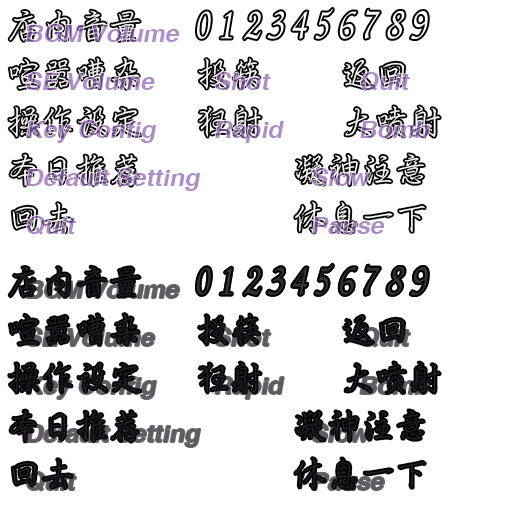 店内音量 0123456789
BGM Volume
喧嚣嘈杂 投筷 返回
SE Volume Shot Quit
操作设定 狂射 大喷射
Key Config Rapid Bomb
本日推荐 凝神注意
Default Setting Slow
回去 休息一下
Quit Pause
店内音量 0123456789
BGM Volume
喧嚣嘈杂 投筷 返回
SE Volume Shot Quit
操作设定 狂射 大喷射
Key Config Rapid Bomb
本日推荐 凝神注意
Default Setting Slow
回去 休息一下
Quit Pause